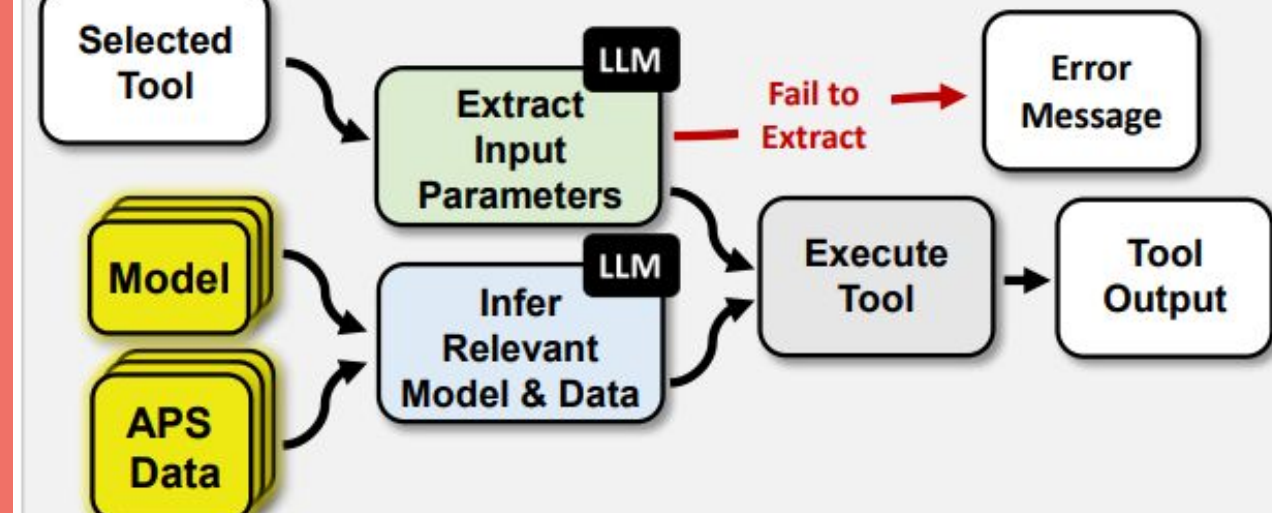 Selected
Tool
LLM
Extract
Input
Parameters
Fail to
Extract
Error
Message
Model
APS
Data
LLM
Infer
Relevant
Model & Data
Execute
Tool
Tool
Output